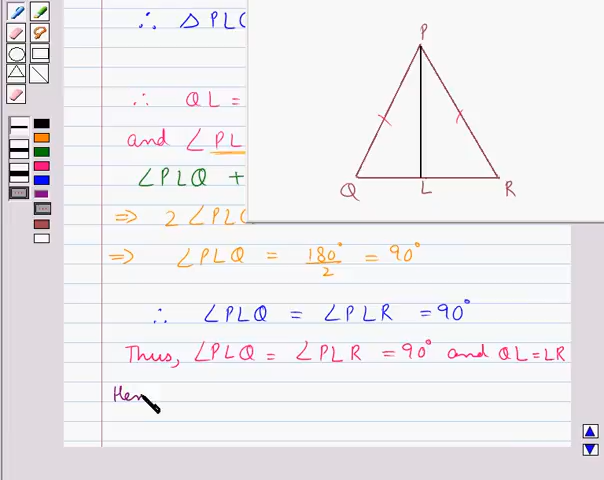 ∴ △ PLQ
P
∴ QL =
and ∠PL
Q L R
∠PLQ +
⇒ 2 ∠PLQ
⇒ ∠PLQ = 180°/2 = 90°
∴ ∠PLQ = ∠PLR = 90°
Thus, ∠PLQ = ∠PLR = 90° and QL = LR
Hen